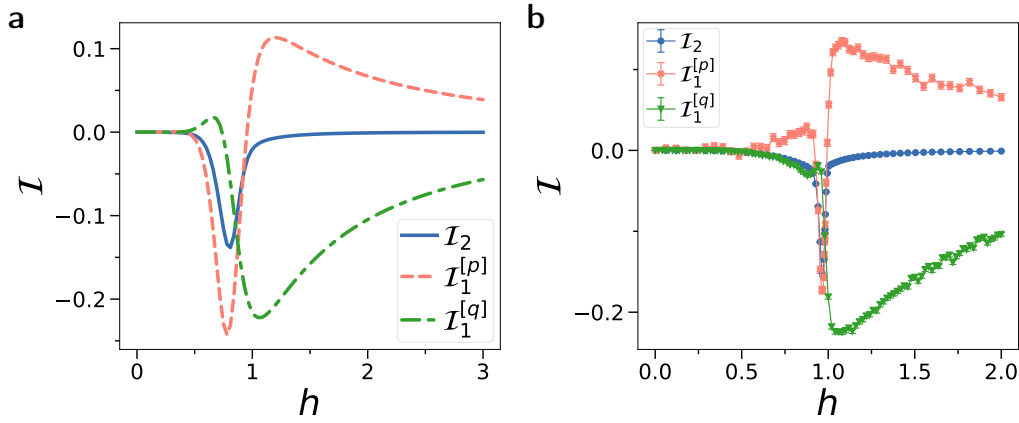 a
0.1
0.0
−0.1
−0.2
𝓘
0
1
2
3
h
𝓘₂
𝓘₁^[p]
𝓘₁^[q]
b
0.0
−0.2
𝓘
0.0
0.5
1.0
1.5
2.0
h
𝓘₂
𝓘₁^[p]
𝓘₁^[q]